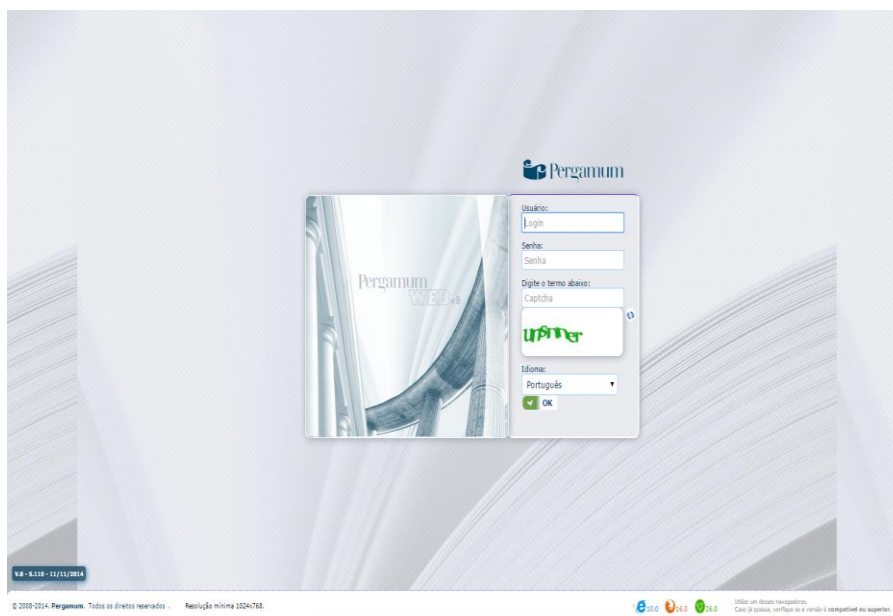 Pergamum
Usuário:
Login
Senha:
Senha
Digite o termo abaixo:
Captcha
Pergamum
WEB v.8
Idioma:
Português
OK
V.8 - S.110 - 11/11/2014
© 2008-2014. Pergamum. Todos os direitos reservados .
Resolução mínima 1024x768.
10.0 16.0 26.0
Utilize um desses navegadores.
Caso já possua, verifique se a versão é compatível ou superior.